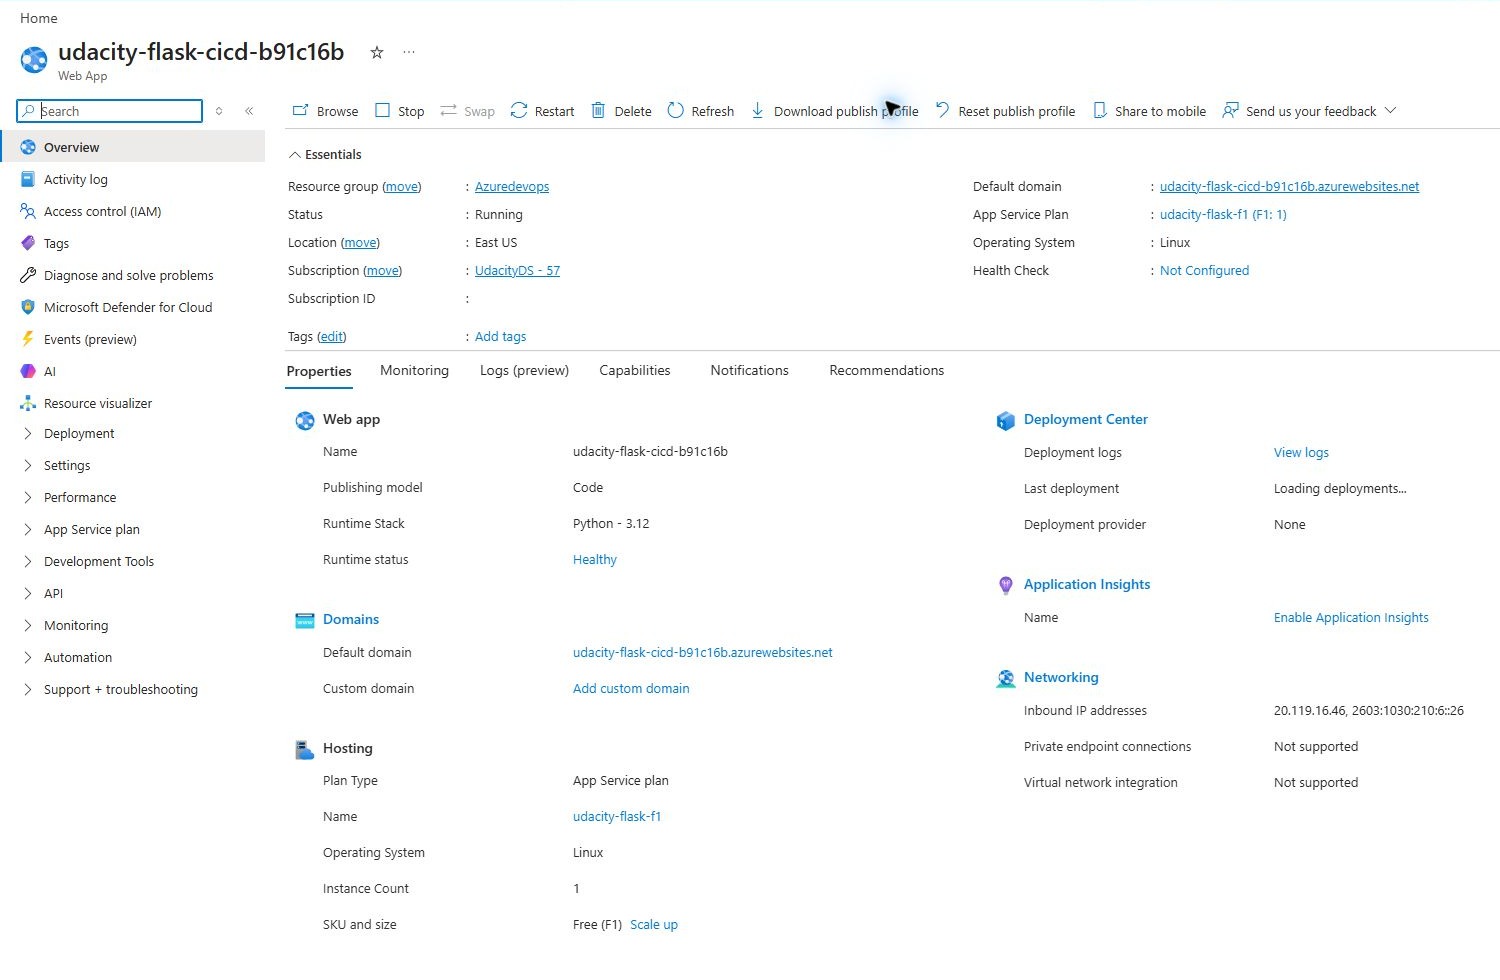 Home
udacity-flask-cicd-b91c16b
Web App
Search
Browse Stop Swap Restart Delete Refresh Download publish profile Reset publish profile Share to mobile Send us your feedback
Overview
Activity log
Access control (IAM)
Tags
Diagnose and solve problems
Microsoft Defender for Cloud
Events (preview)
AI
Resource visualizer
Deployment
Settings
Performance
App Service plan
Development Tools
API
Monitoring
Automation
Support + troubleshooting
Essentials
Resource group (move) : Azuredevops
Status : Running
Location (move) : East US
Subscription (move) : UdacityDS - 57
Subscription ID :
Tags (edit) : Add tags
Default domain : udacity-flask-cicd-b91c16b.azurewebsites.net
App Service Plan : udacity-flask-f1 (F1: 1)
Operating System : Linux
Health Check : Not Configured
Properties Monitoring Logs (preview) Capabilities Notifications Recommendations
Web app
Name udacity-flask-cicd-b91c16b
Publishing model Code
Runtime Stack Python - 3.12
Runtime status Healthy
Domains
Default domain udacity-flask-cicd-b91c16b.azurewebsites.net
Custom domain Add custom domain
Hosting
Plan Type App Service plan
Name udacity-flask-f1
Operating System Linux
Instance Count 1
SKU and size Free (F1) Scale up
Deployment Center
Deployment logs View logs
Last deployment Loading deployments...
Deployment provider None
Application Insights
Name Enable Application Insights
Networking
Inbound IP addresses 20.119.16.46, 2603:1030:210:6::26
Private endpoint connections Not supported
Virtual network integration Not supported